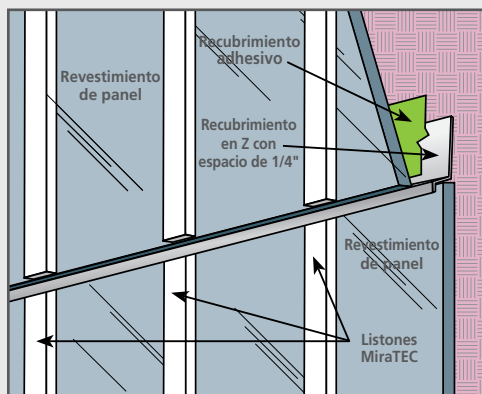 Recubrimiento
adhesivo
Revestimiento
de panel
Recubrimiento
en Z con
espacio de 1/4"
Revestimiento
de panel
Listones
MiraTEC